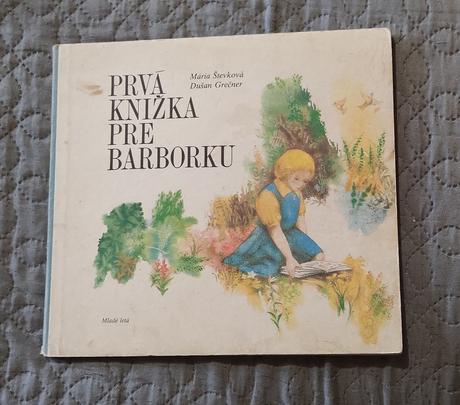 PRVÁ
KNIŽKA
PRE
BARBORKU
Mária Števková
Dušan Grečner
Mladé letá